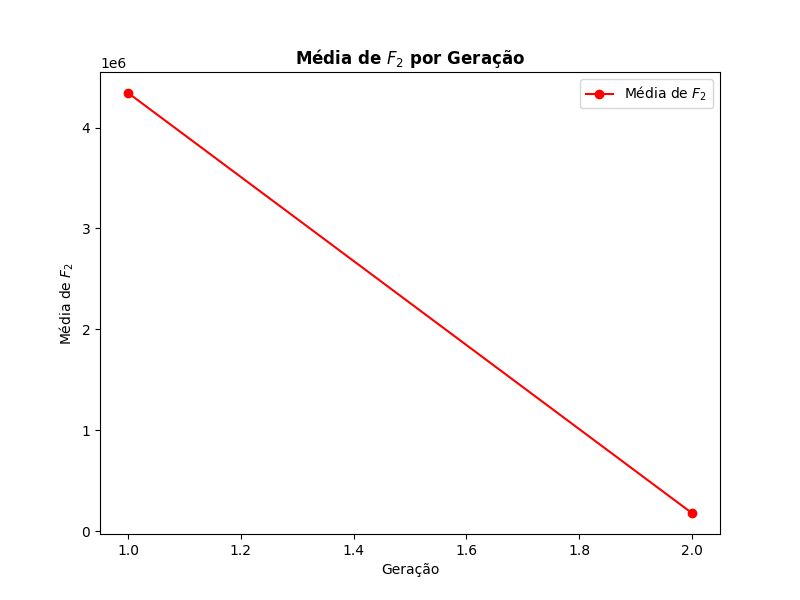 Média de $F_2$ por Geração
1e6
Média de $F_2$
4
3
2
1
0
Média de $F_2$
1.0 1.2 1.4 1.6 1.8 2.0
Geração